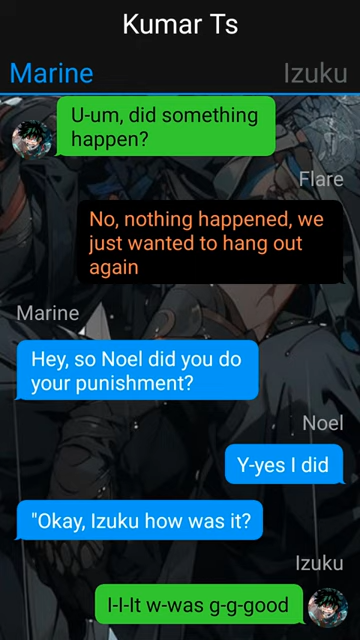 Kumar Ts
Marine Izuku
U-um, did something
happen?
Flare
No, nothing happened, we
just wanted to hang out
again
Marine
Hey, so Noel did you do
your punishment?
Noel
Y-yes I did
"Okay, Izuku how was it?
Izuku
I-I-It w-was g-g-good